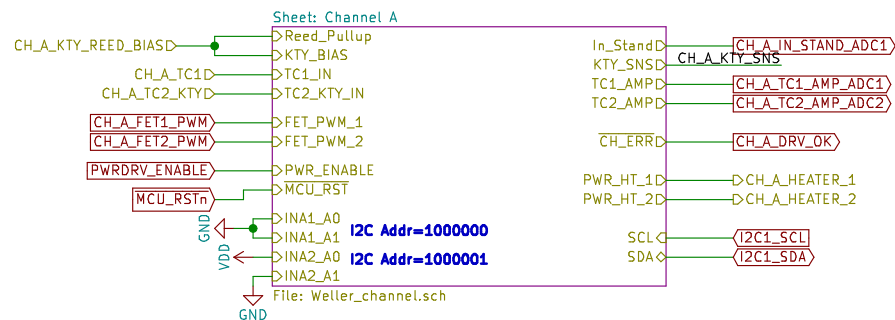 Sheet: Channel A
CH_A_KTY_REED_BIAS
Reed_Pullup
KTY_BIAS
CH_A_TC1
TC1_IN
CH_A_TC2_KTY
TC2_KTY_IN
CH_A_FET1_PWM
FET_PWM_1
CH_A_FET2_PWM
FET_PWM_2
PWRDRV_ENABLE
PWR_ENABLE
MCU_RSTn
MCU_RST
GND
INA1_A0
INA1_A1
I2C Addr=1000000
VDD
INA2_A0
I2C Addr=1000001
INA2_A1
GND
In_Stand
CH_A_IN_STAND_ADC1
KTY_SNS
CH_A_KTY_SNS
TC1_AMP
CH_A_TC1_AMP_ADC1
TC2_AMP
CH_A_TC2_AMP_ADC2
CH_ERR
CH_A_DRV_OK
PWR_HT_1
CH_A_HEATER_1
PWR_HT_2
CH_A_HEATER_2
SCL
I2C1_SCL
SDA
I2C1_SDA
File: Weller_channel.sch